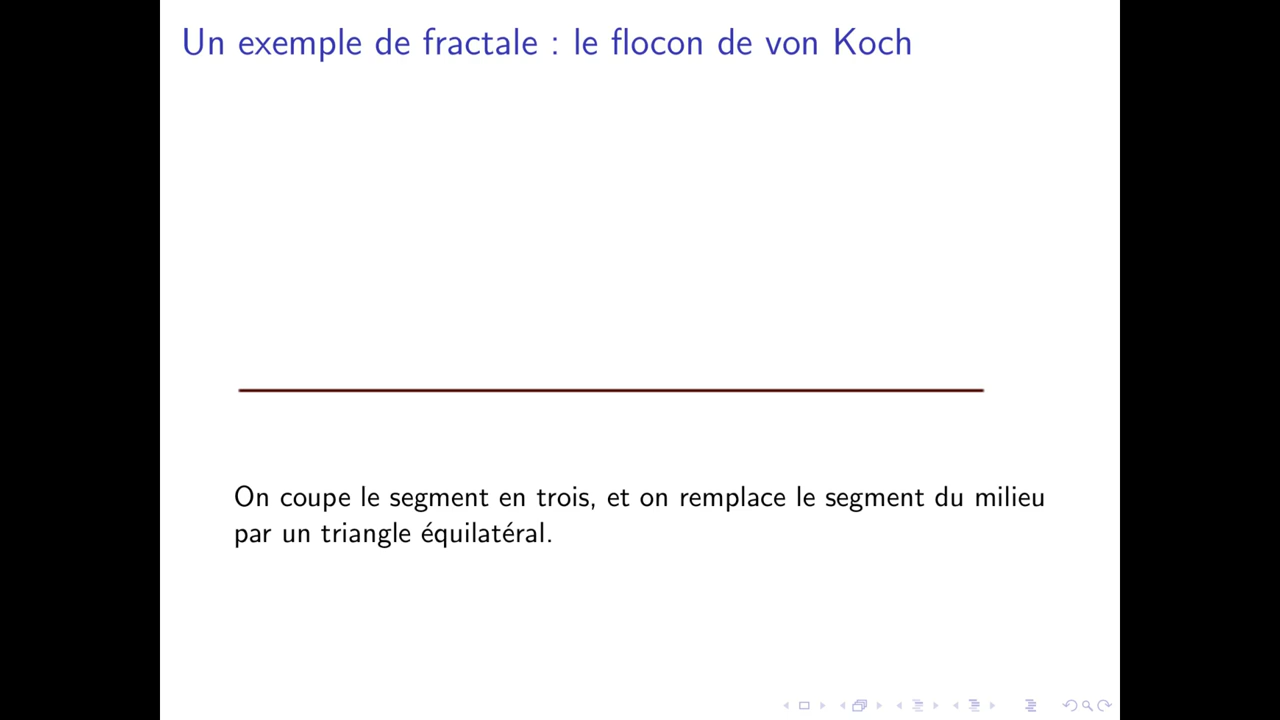 Un exemple de fractale : le flocon de von Koch
On coupe le segment en trois, et on remplace le segment du milieu
par un triangle équilatéral.